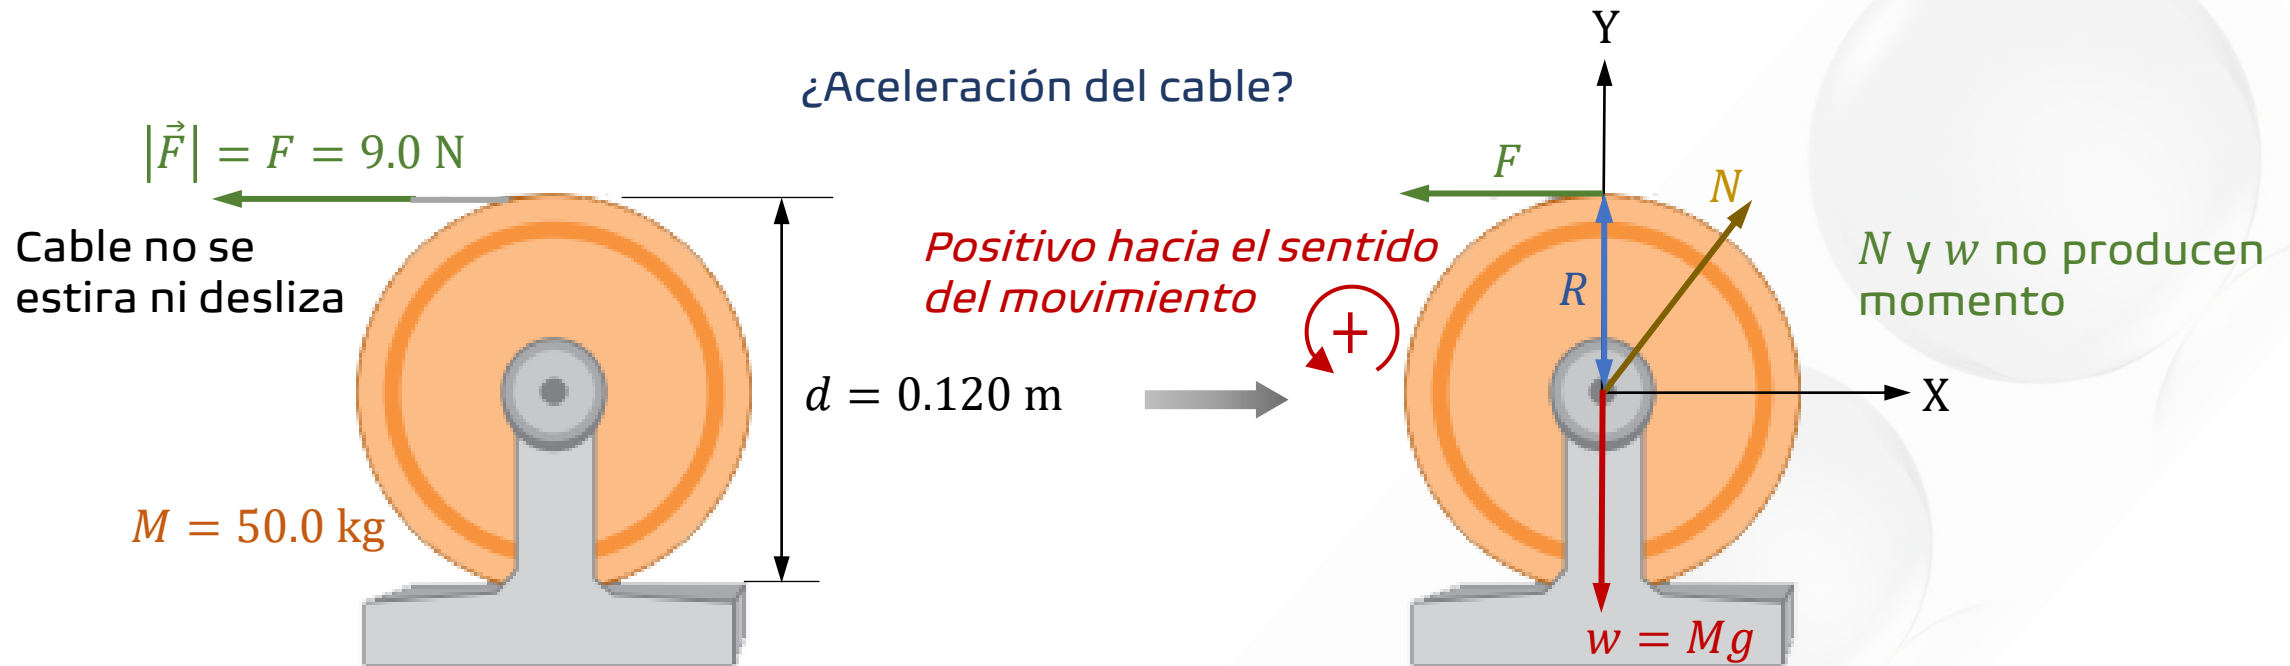 ¿Aceleración del cable?
|F⃗| = F = 9.0 N
Cable no se
estira ni desliza
d = 0.120 m
M = 50.0 kg
Positivo hacia el sentido
del movimiento
+
Y
F
N
R
X
N y w no producen
momento
w = Mg